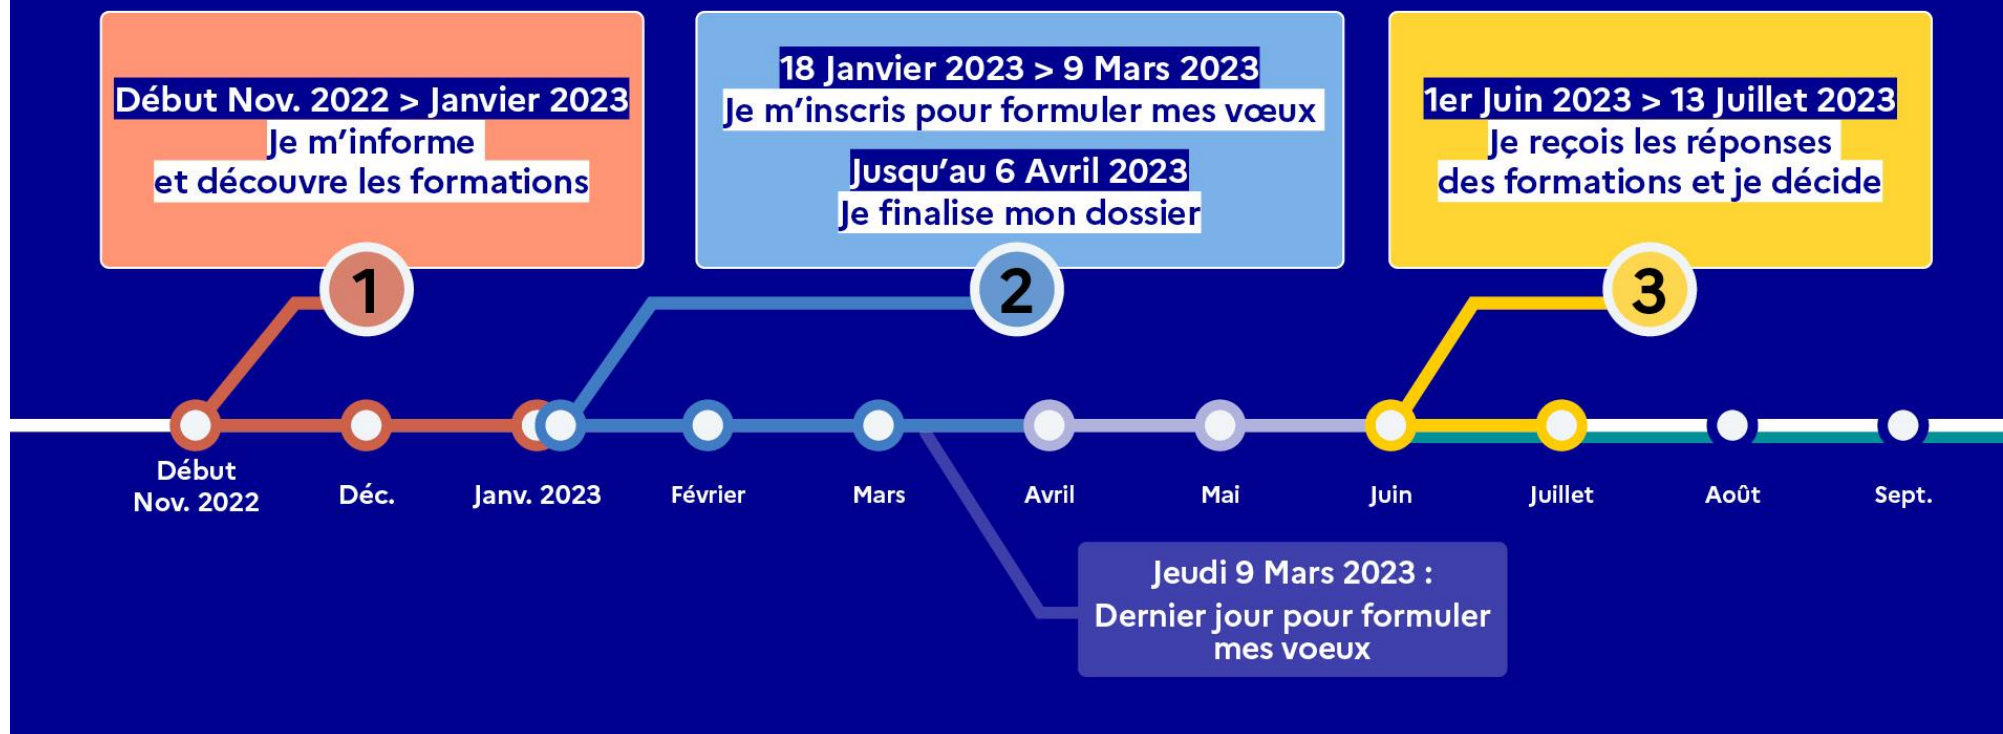 Début Nov. 2022 > Janvier 2023
Je m’informe
et découvre les formations
1
18 Janvier 2023 > 9 Mars 2023
Je m’inscris pour formuler mes vœux
Jusqu’au 6 Avril 2023
Je finalise mon dossier
2
1er Juin 2023 > 13 Juillet 2023
Je reçois les réponses
des formations et je décide
3
Début
Nov. 2022
Déc.
Janv. 2023
Février
Mars
Avril
Mai
Juin
Juillet
Août
Sept.
Jeudi 9 Mars 2023 :
Dernier jour pour formuler
mes voeux